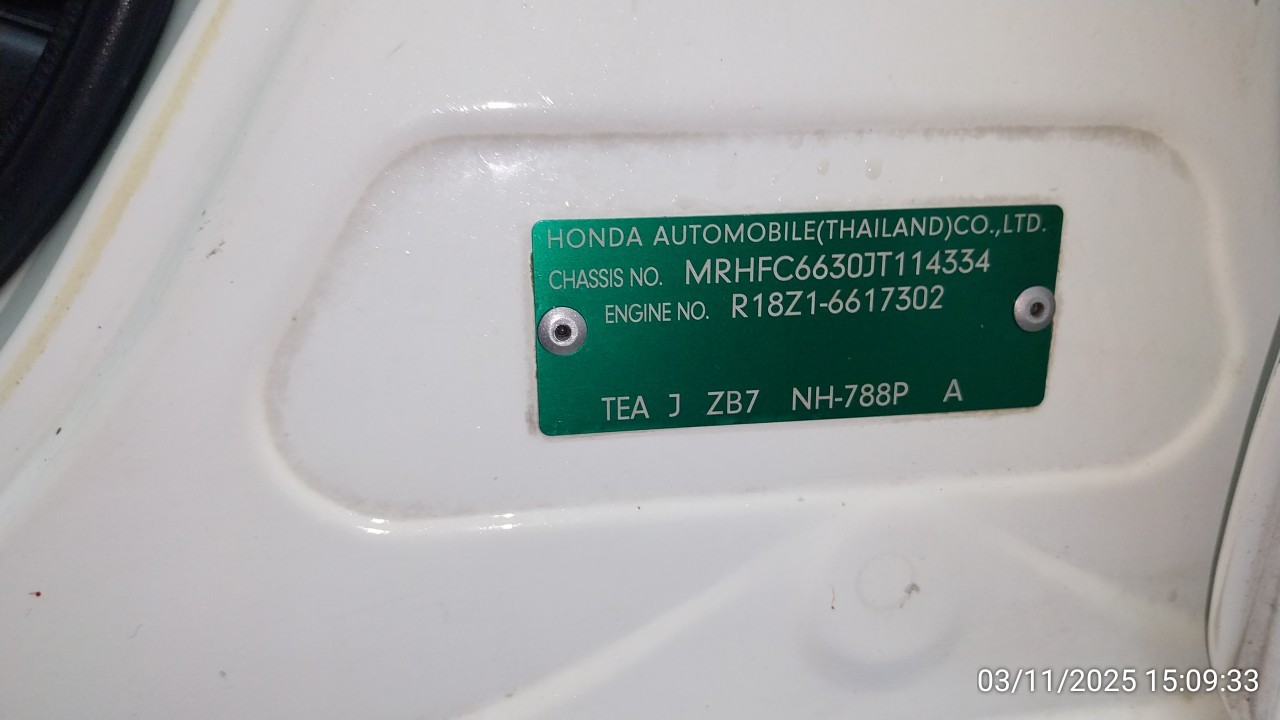 HONDA AUTOMOBILE(THAILAND)CO.,LTD.
CHASSIS NO. MRHFC6630JT114334
ENGINE NO. R18Z1-6617302
TEA J ZB7 NH-788P A
03/11/2025 15:09:33